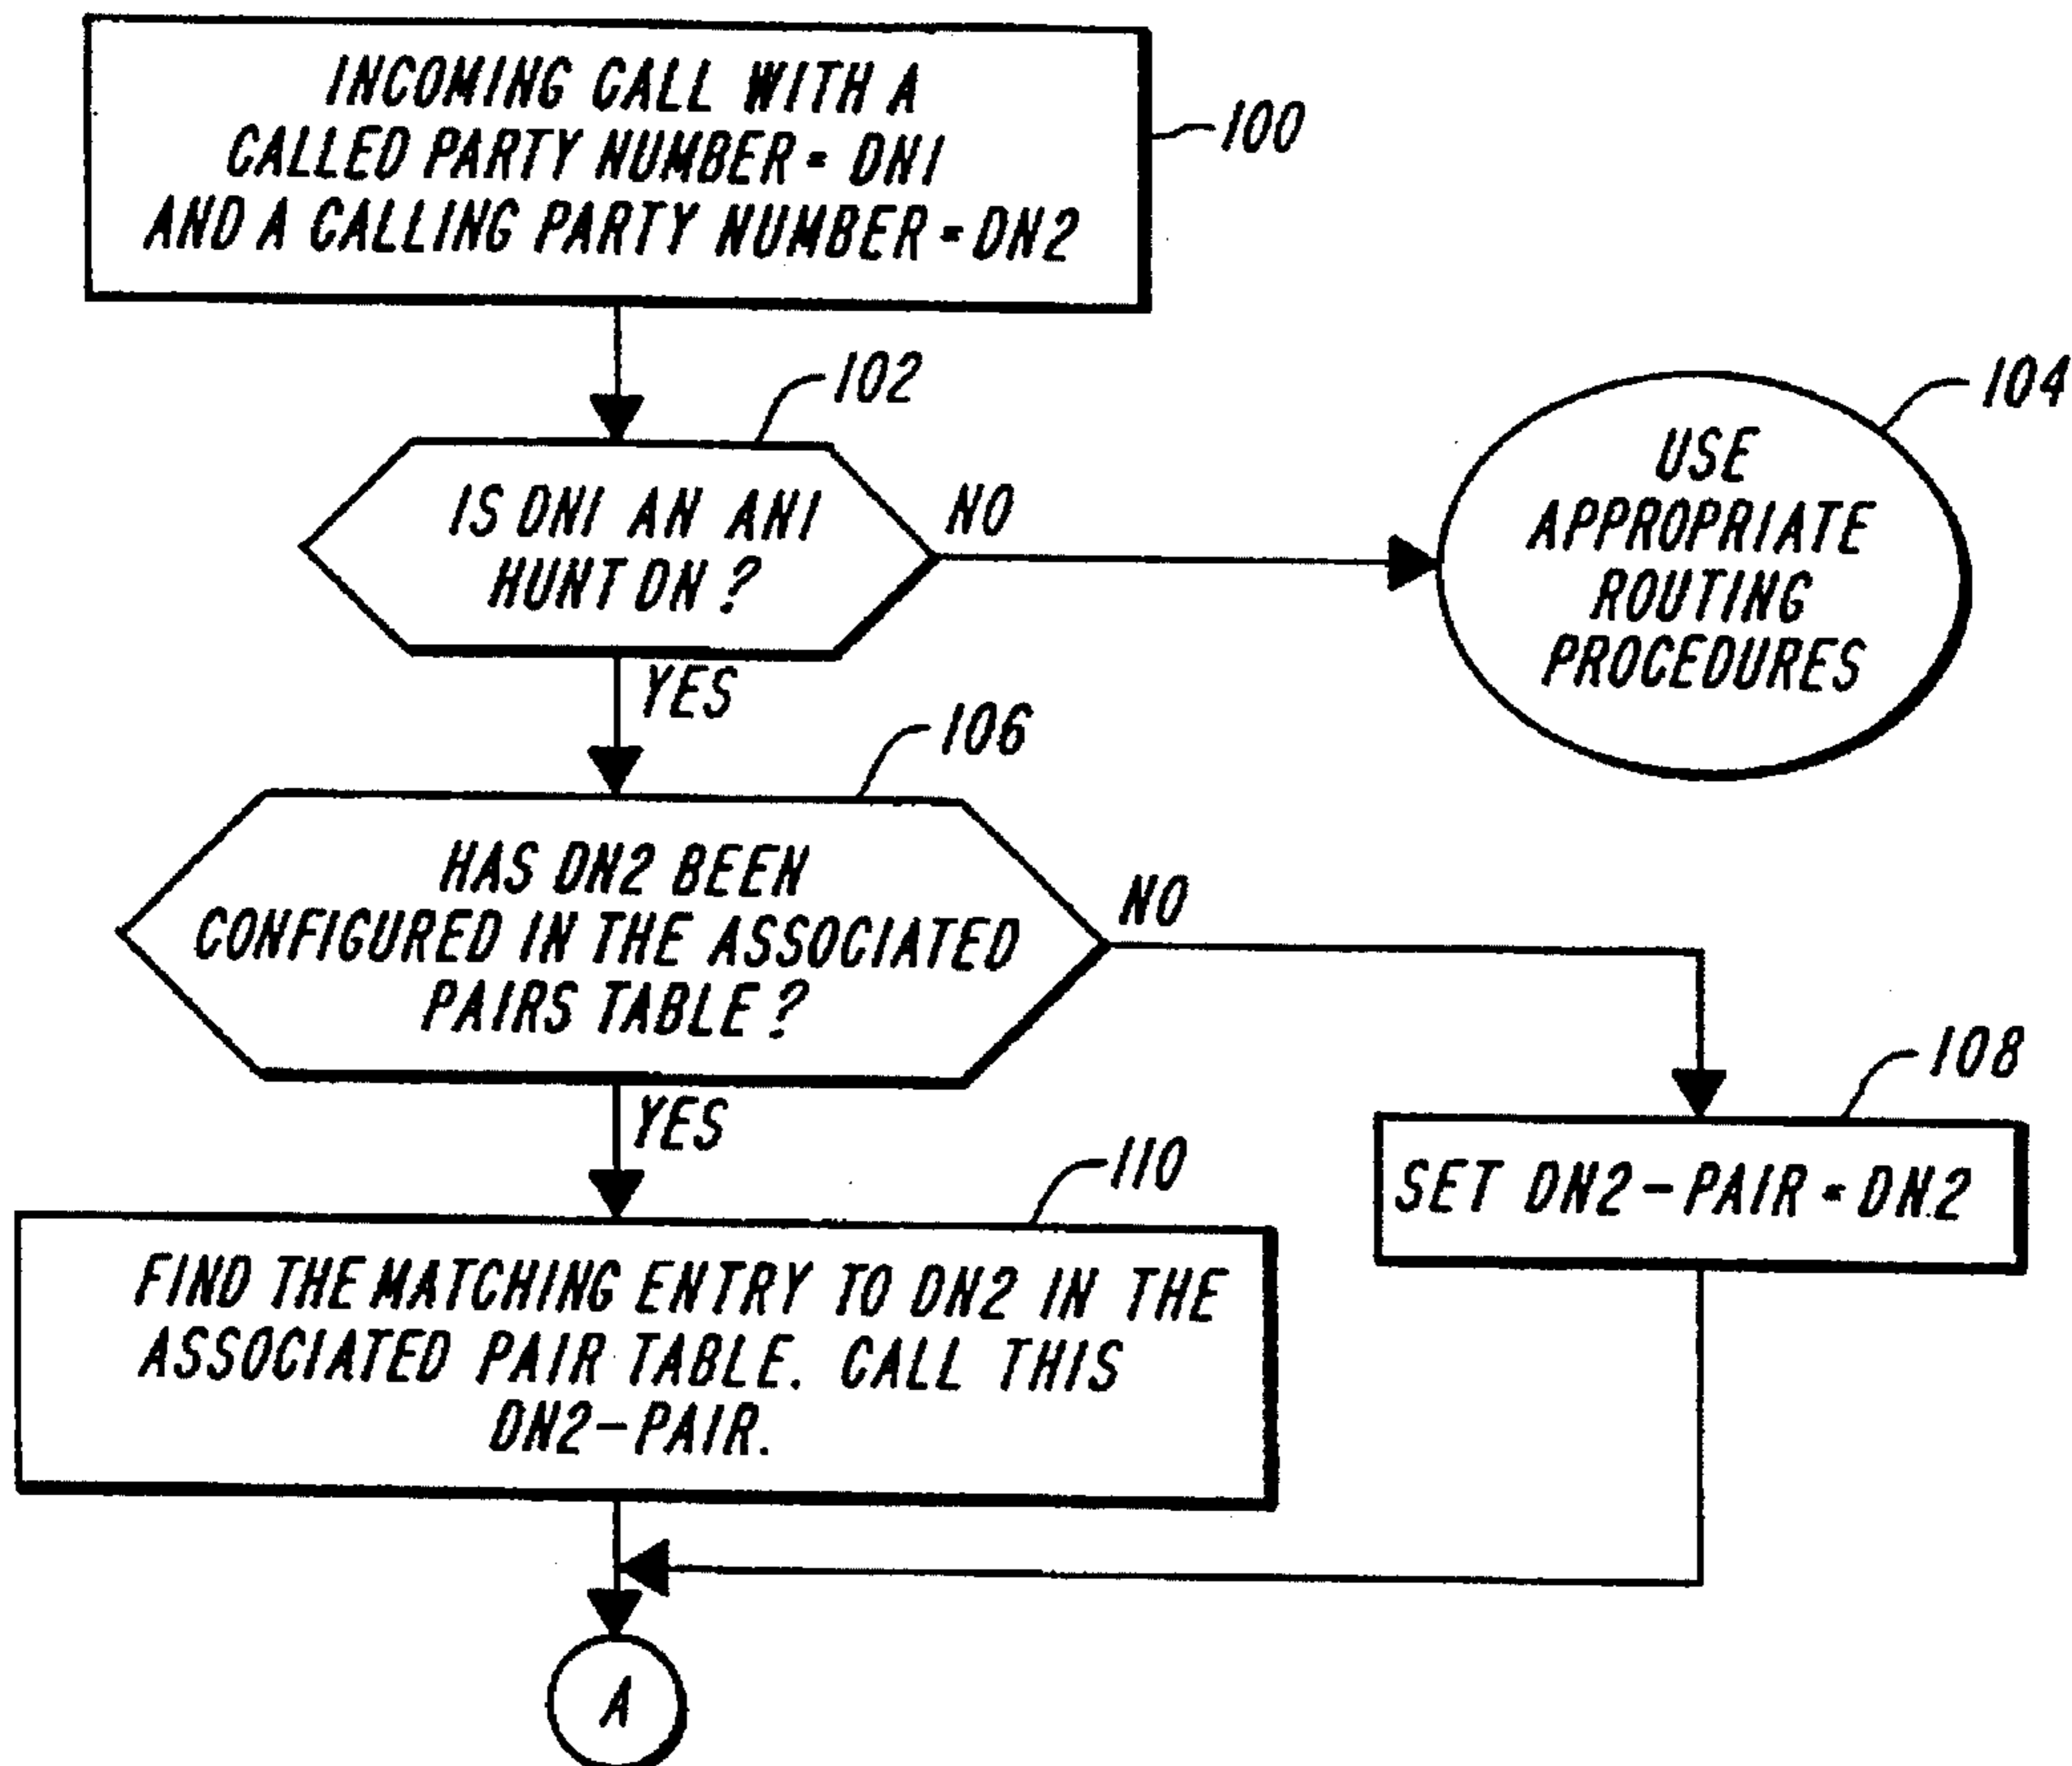 INCOMING CALL WITH A
CALLED PARTY NUMBER = DN1
AND A CALLING PARTY NUMBER = DN2
100
102
IS DN1 AN ANI
HUNT DN ?
NO
104
USE
APPROPRIATE
ROUTING
PROCEDURES
YES
106
HAS DN2 BEEN
CONFIGURED IN THE ASSOCIATED
PAIRS TABLE ?
NO
108
SET DN2-PAIR = DN2
YES
110
FIND THE MATCHING ENTRY TO DN2 IN THE
ASSOCIATED PAIR TABLE. CALL THIS
DN2-PAIR.
A